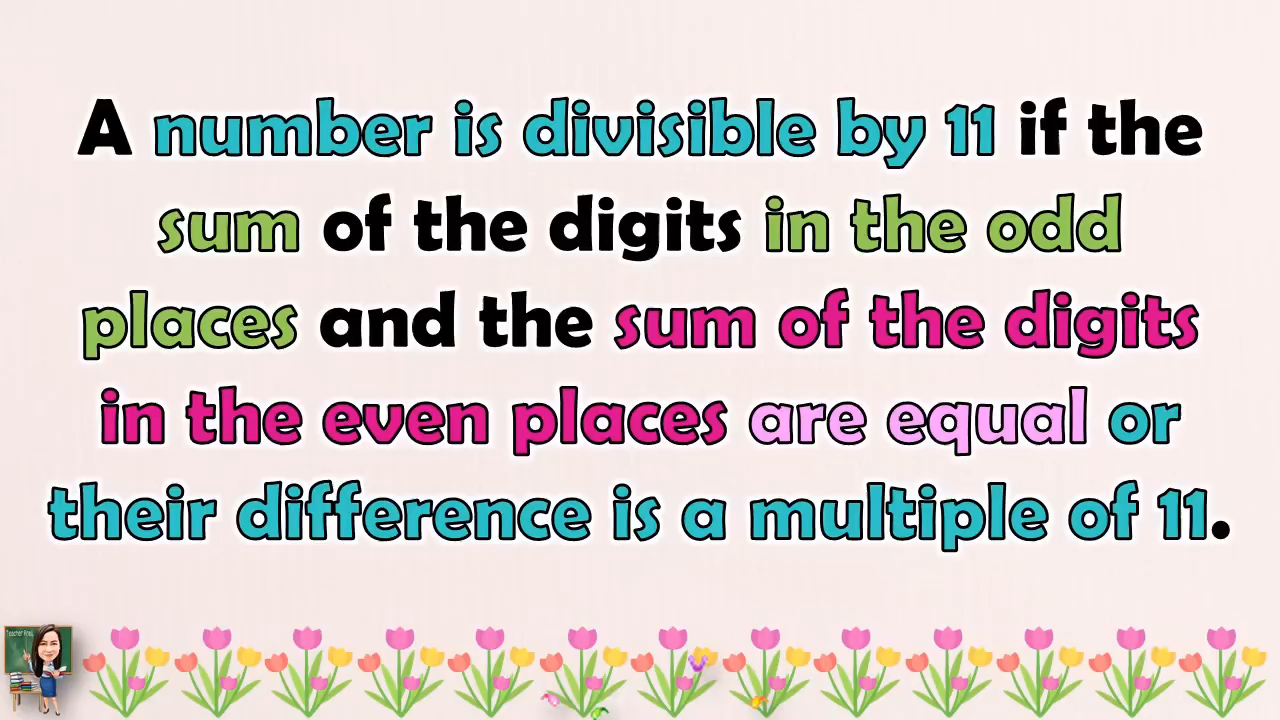 A number is divisible by 11 if the
sum of the digits in the odd
places and the sum of the digits
in the even places are equal or
their difference is a multiple of 11.
Teacher